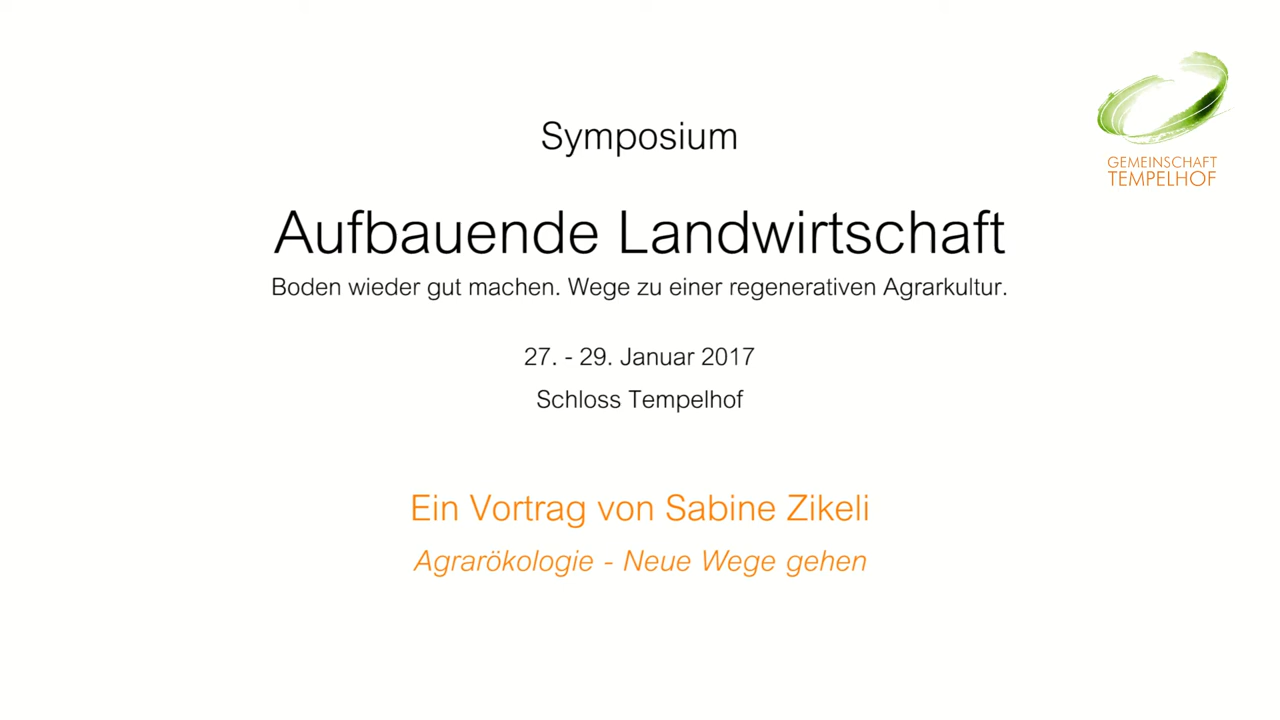 Symposium
Aufbauende Landwirtschaft
Boden wieder gut machen. Wege zu einer regenerativen Agrarkultur.
27. - 29. Januar 2017
Schloss Tempelhof
Ein Vortrag von Sabine Zikeli
Agrarökologie - Neue Wege gehen
GEMEINSCHAFT
TEMPELHOF